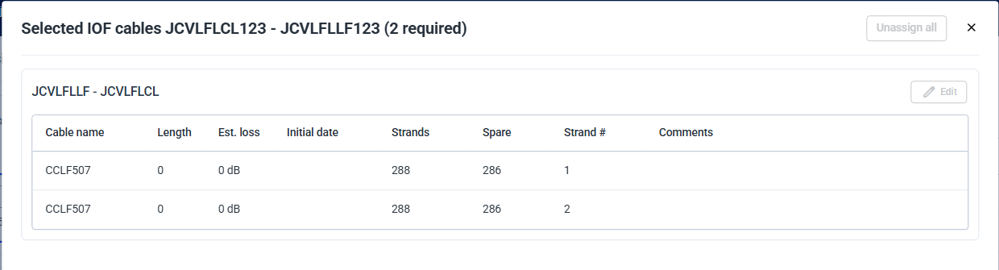 Selected IOF cables JCVLFLCL123 - JCVLFLLF123 (2 required)
Unassign all
JCVLFLLF - JCVLFLCL
Edit
Cable name Length Est. loss Initial date Strands Spare Strand # Comments
CCLF507 0 0 dB 288 286 1
CCLF507 0 0 dB 288 286 2